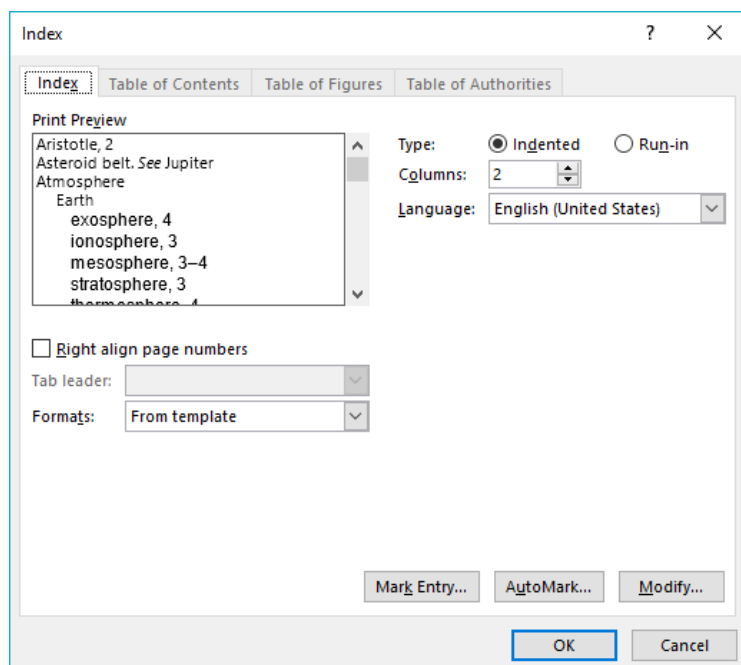 Index
?
Index Table of Contents Table of Figures Table of Authorities
Print Preview
Aristotle, 2
Asteroid belt. See Jupiter
Atmosphere
Earth
exosphere, 4
ionosphere, 3
mesosphere, 3–4
stratosphere, 3
thermosphere, 4
Type: Indented Run-in
Columns: 2
Language: English (United States)
Right align page numbers
Tab leader:
Formats: From template
Mark Entry... AutoMark... Modify...
OK Cancel